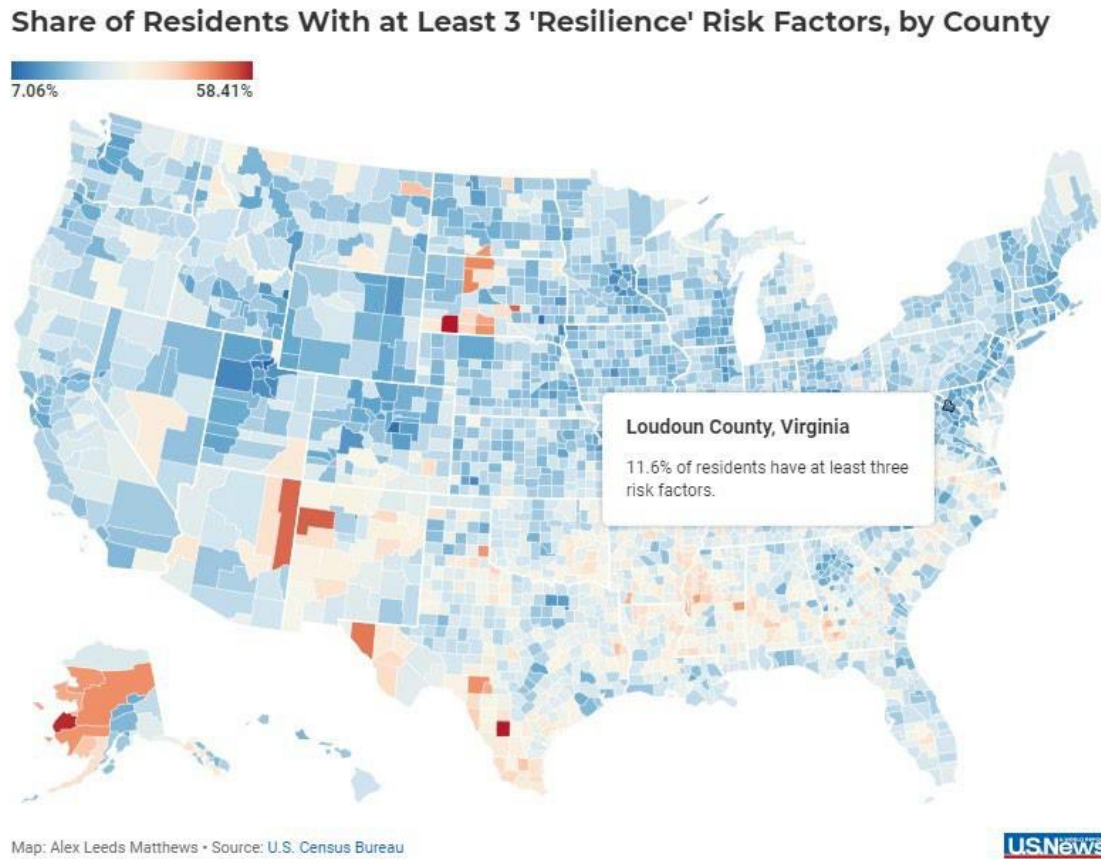 Share of Residents With at Least 3 'Resilience' Risk Factors, by County
7.06% 58.41%
Loudoun County, Virginia
11.6% of residents have at least three
risk factors.
Map: Alex Leeds Matthews • Source: U.S. Census Bureau
U.S.News